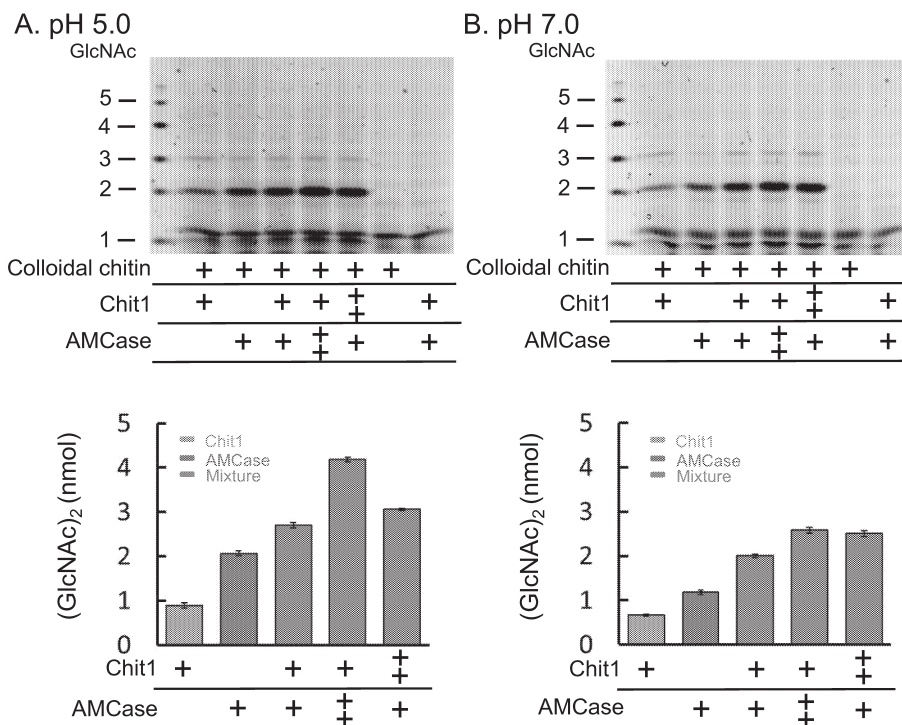 A. pH 5.0
GlcNAc
5
4
3
2
1
Colloidal chitin + + + + + +
Chit1 + + + ++ +
AMCase + + ++ + +
B. pH 7.0
GlcNAc
5
4
3
2
1
Colloidal chitin + + + + + +
Chit1 + + + ++ +
AMCase + + ++ + +
5
4
3
2
1
0
(GlcNAc)2 (nmol)
Chit1
AMCase
Mixture
Chit1 + + + ++
AMCase + + ++ +
5
4
3
2
1
0
(GlcNAc)2 (nmol)
Chit1
AMCase
Mixture
Chit1 + + + ++
AMCase + + ++ +